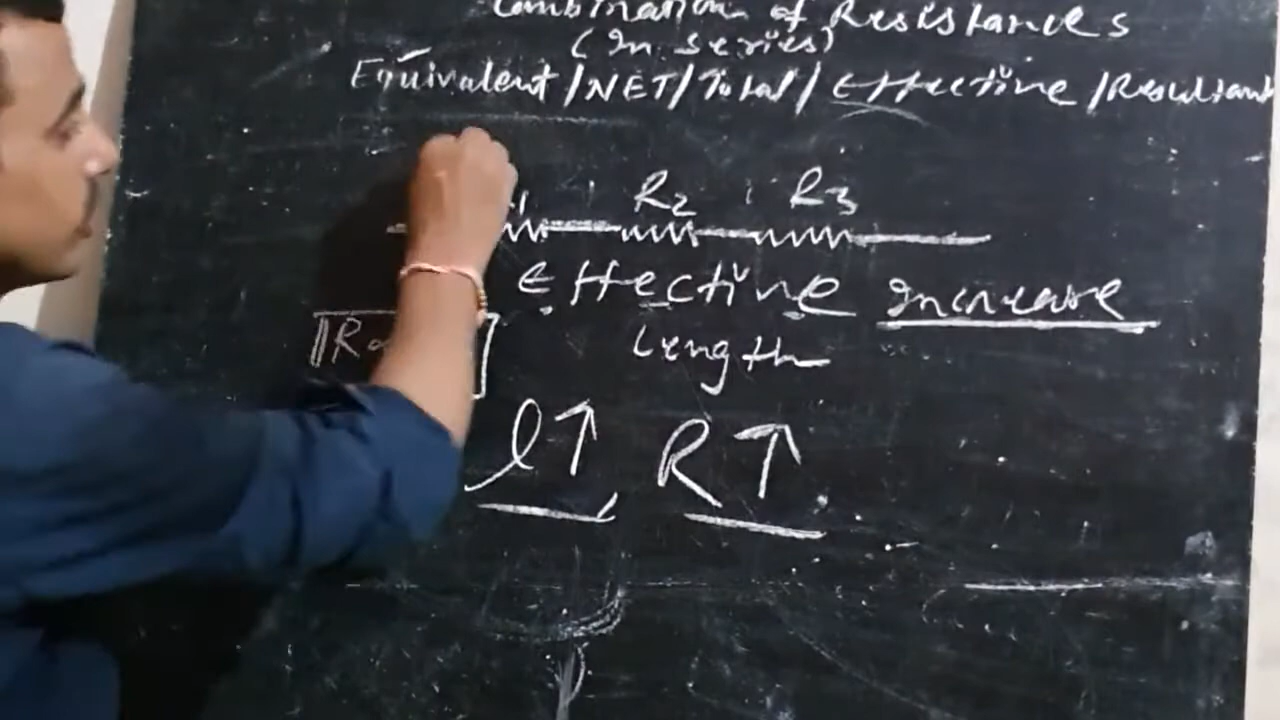 Combination of Resistances
(In series)
Equivalent/NET/Total/Effective/Resultant
R2 R3
Effective Increase
Length
l↑ R↑